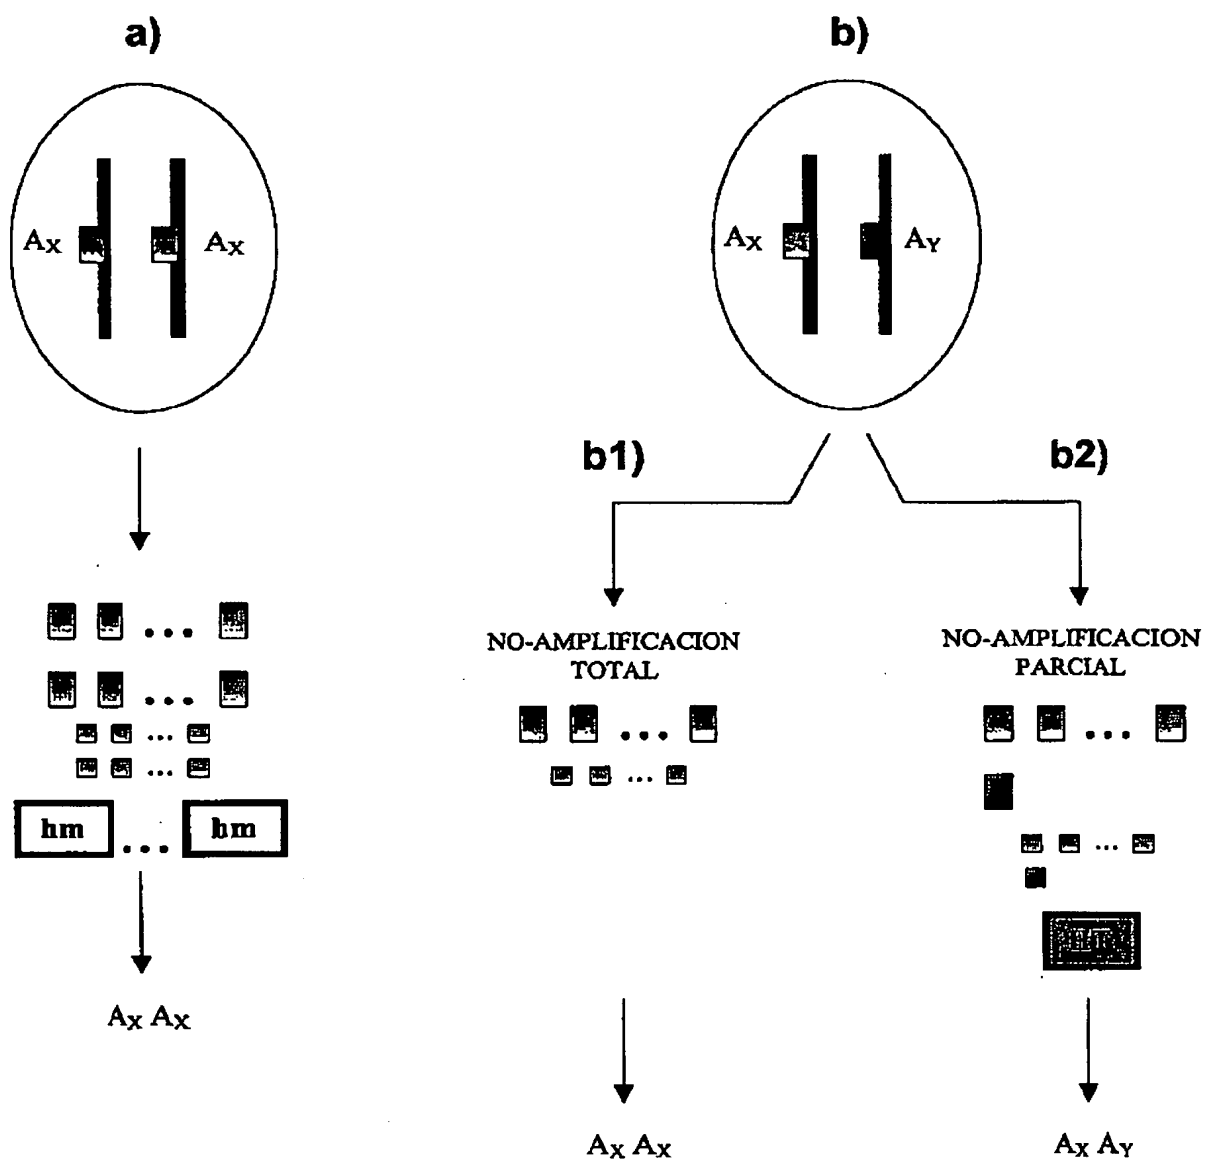 a)
b)
AX
AX
AX
AY
b1)
b2)
NO-AMPLIFICACION
TOTAL
NO-AMPLIFICACION
PARCIAL
...
...
...
...
...
...
...
...
hm ... hm
AX AX
AX AX
AX AY